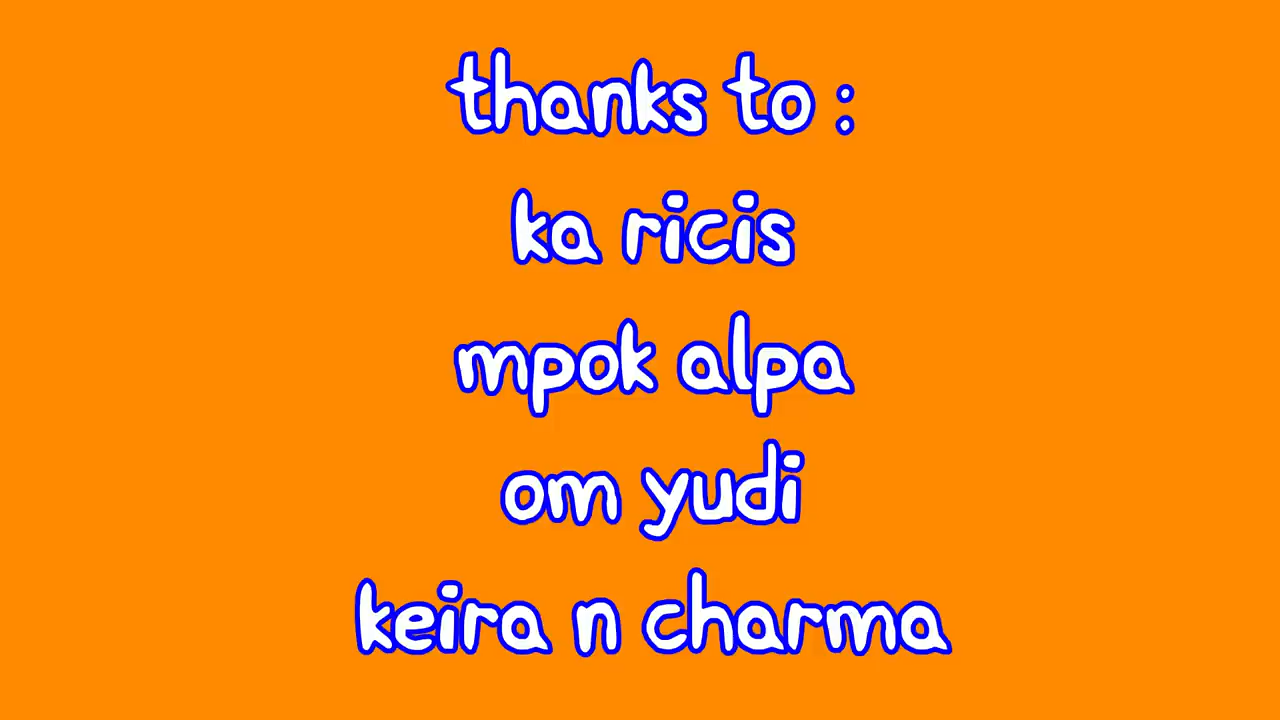 thanks to :
ka ricis
mpok alpa
om yudi
keira n charma